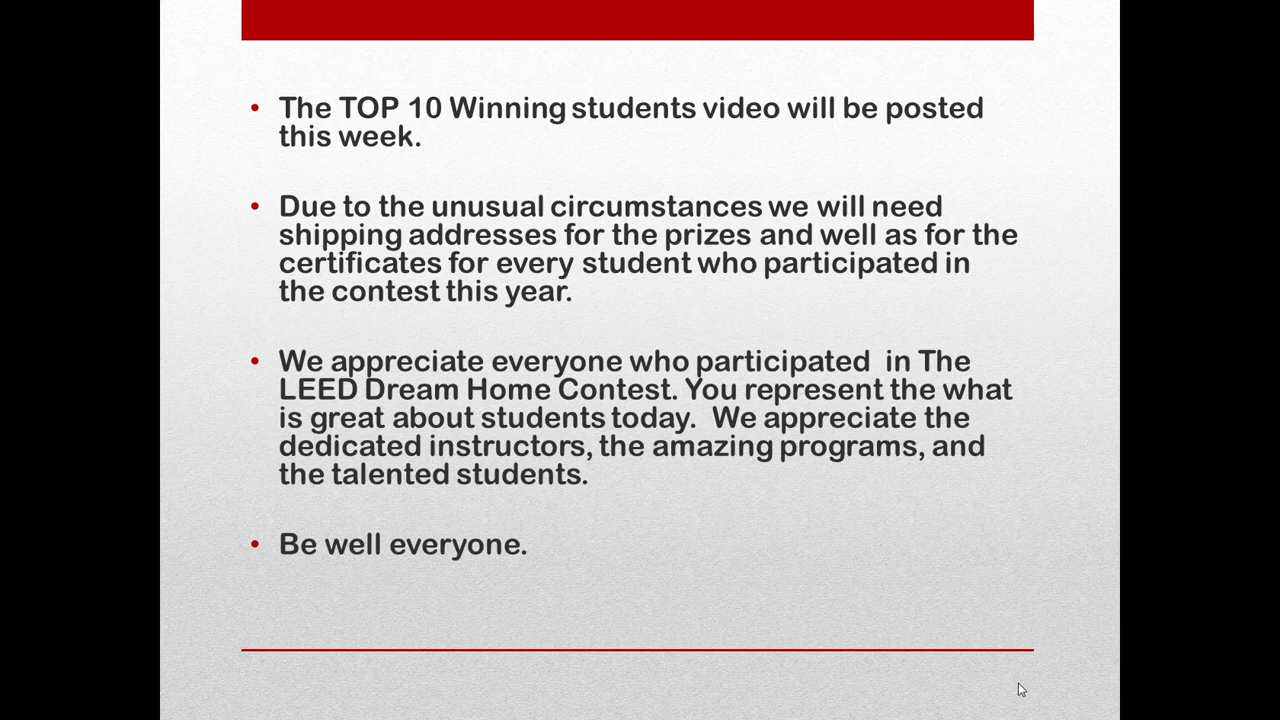 • The TOP 10 Winning students video will be posted
this week.
• Due to the unusual circumstances we will need
shipping addresses for the prizes and well as for the
certificates for every student who participated in
the contest this year.
• We appreciate everyone who participated  in The
LEED Dream Home Contest. You represent the what
is great about students today.  We appreciate the
dedicated instructors, the amazing programs, and
the talented students.
• Be well everyone.